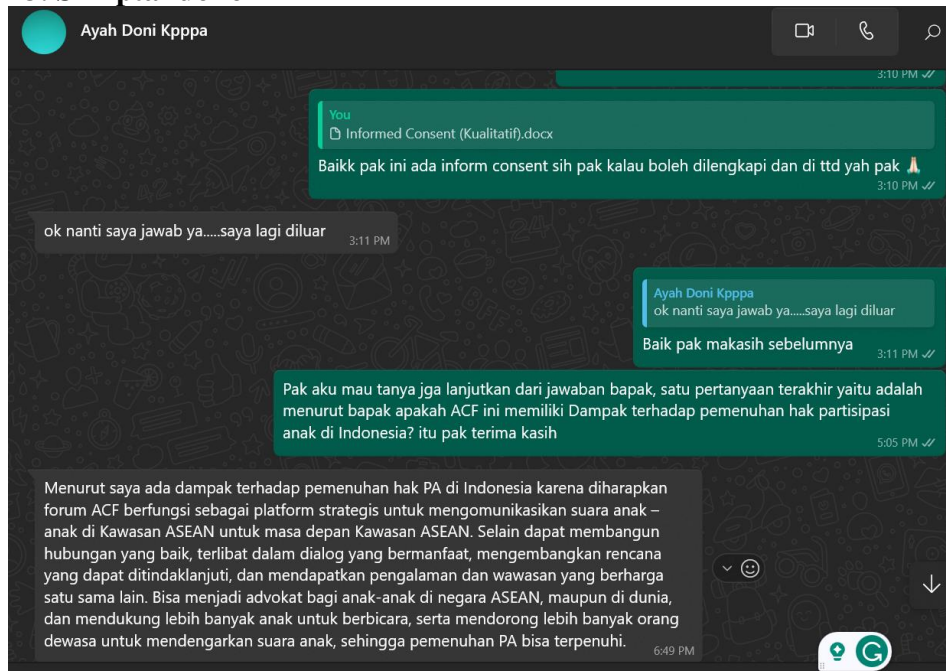 Ayah Doni Kpppa
3:10 PM
You
Informed Consent (Kualitatif).docx
Baikk pak ini ada inform consent sih pak kalau boleh dilengkapi dan di ttd yah pak 🙏🏻
3:10 PM
ok nanti saya jawab ya.....saya lagi diluar
3:11 PM
Ayah Doni Kpppa
ok nanti saya jawab ya.....saya lagi diluar
Baik pak makasih sebelumnya
3:11 PM
Pak aku mau tanya jga lanjutkan dari jawaban bapak, satu pertanyaan terakhir yaitu adalah
menurut bapak apakah ACF ini memiliki Dampak terhadap pemenuhan hak partisipasi
anak di Indonesia? itu pak terima kasih
5:05 PM
Menurut saya ada dampak terhadap pemenuhan hak PA di Indonesia karena diharapkan
forum ACF berfungsi sebagai platform strategis untuk mengomunikasikan suara anak –
anak di Kawasan ASEAN untuk masa depan Kawasan ASEAN. Selain dapat membangun
hubungan yang baik, terlibat dalam dialog yang bermanfaat, mengembangkan rencana
yang dapat ditindaklanjuti, dan mendapatkan pengalaman dan wawasan yang berharga
satu sama lain. Bisa menjadi advokat bagi anak-anak di negara ASEAN, maupun di dunia,
dan mendukung lebih banyak anak untuk berbicara, serta mendorong lebih banyak orang
dewasa untuk mendengarkan suara anak, sehingga pemenuhan PA bisa terpenuhi.
6:49 PM